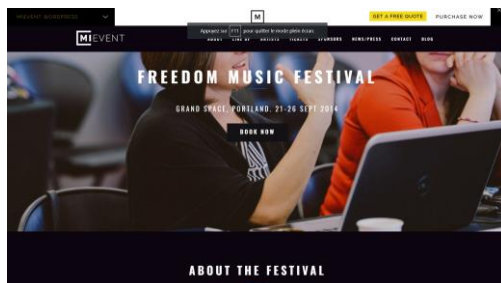 MIEVENT WORDPRESS
M
GET A FREE QUOTE
PURCHASE NOW
Appuyez sur F11 pour quitter le mode plein écran.
MIEVENT
ABOUT LINE UP ARTISTS TICKETS SPONSORS NEWS/PRESS CONTACT BLOG
FREEDOM MUSIC FESTIVAL
GRAND SPACE, PORTLAND, 21-26 SEPT 2014
BOOK NOW
ABOUT THE FESTIVAL